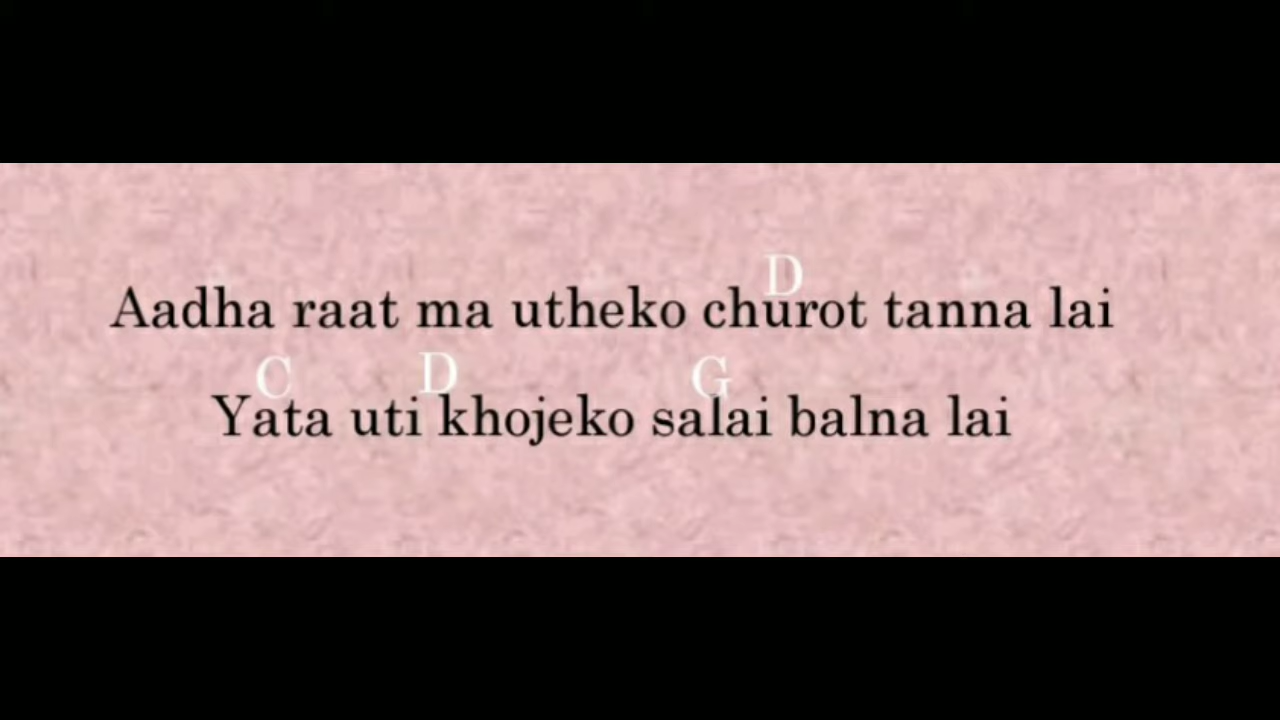 D
Aadha raat ma utheko churot tanna lai
C D G
Yata uti khojeko salai balna lai